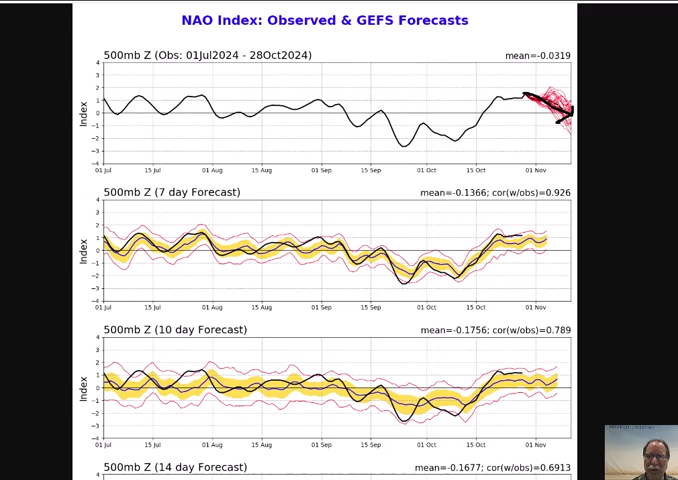 NAO Index: Observed & GEFS Forecasts
500mb Z (Obs: 01Jul2024 - 28Oct2024)
mean=-0.0319
Index
4
3
2
1
0
−1
−2
−3
−4
01 Jul
15 Jul
01 Aug
15 Aug
01 Sep
15 Sep
01 Oct
15 Oct
01 Nov
500mb Z (7 day Forecast)
mean=-0.1366; cor(w/obs)=0.926
Index
4
3
2
1
0
−1
−2
−3
−4
01 Jul
15 Jul
01 Aug
15 Aug
01 Sep
15 Sep
01 Oct
15 Oct
01 Nov
500mb Z (10 day Forecast)
mean=-0.1756; cor(w/obs)=0.789
Index
4
3
2
1
0
−1
−2
−3
−4
01 Jul
15 Jul
01 Aug
15 Aug
01 Sep
15 Sep
01 Oct
15 Oct
01 Nov
500mb Z (14 day Forecast)
mean=-0.1677; cor(w/obs)=0.6913